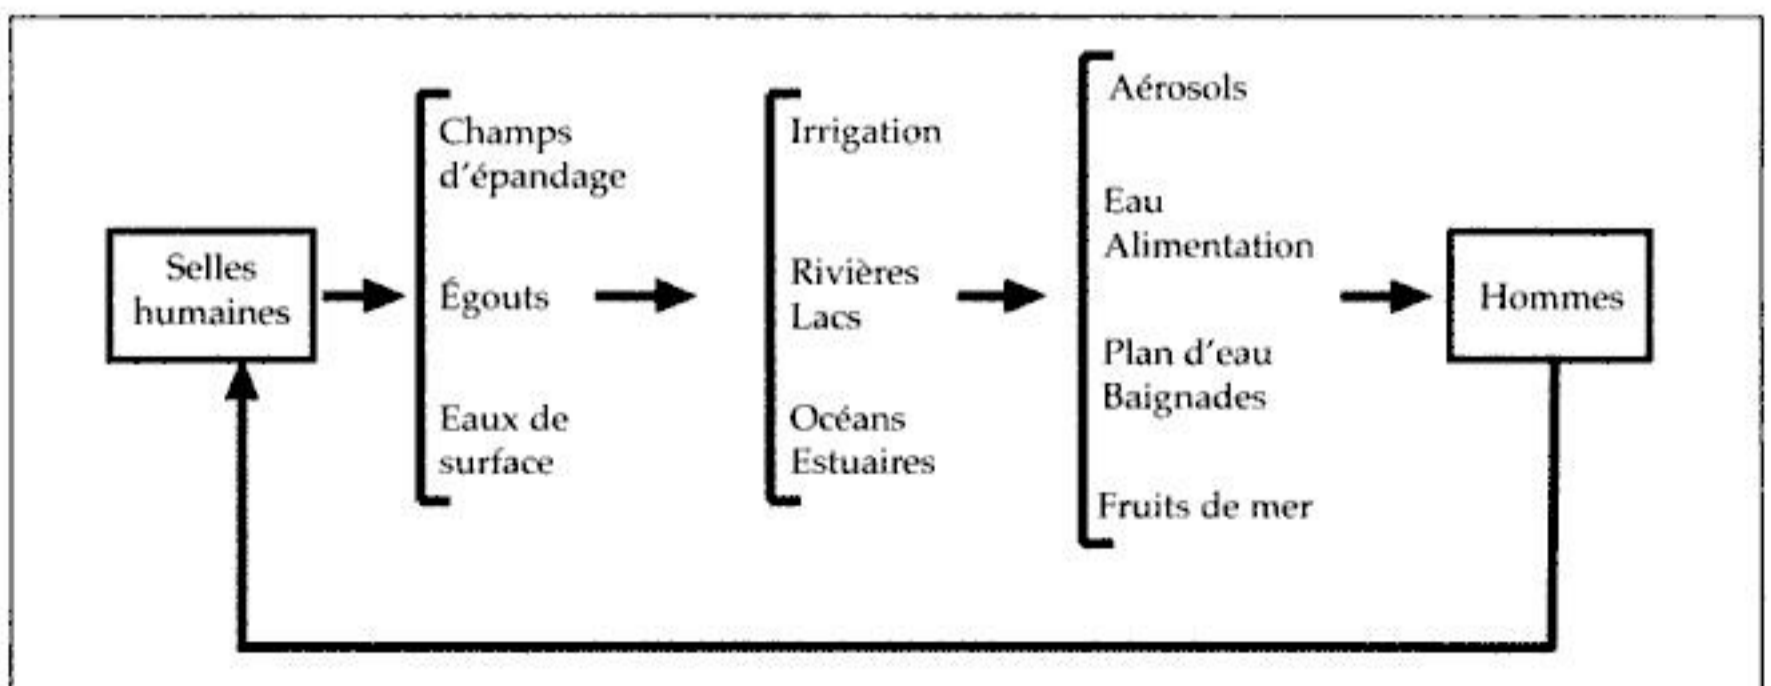 Selles
humaines
Champs
d'épandage
Égouts
Eaux de
surface
Irrigation
Rivières
Lacs
Océans
Estuaires
Aérosols
Eau
Alimentation
Plan d'eau
Baignades
Fruits de mer
Hommes